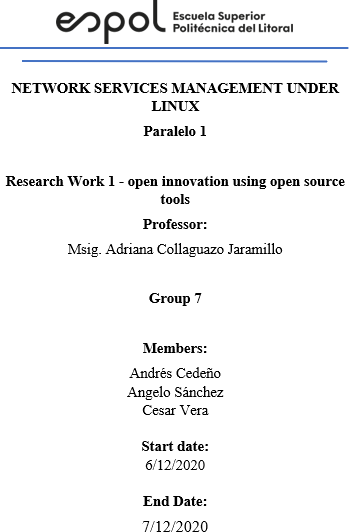 espol Escuela Superior
Politécnica del Litoral
NETWORK SERVICES MANAGEMENT UNDER
LINUX
Paralelo 1
Research Work 1 - open innovation using open source
tools
Professor:
Msig. Adriana Collaguazo Jaramillo
Group 7
Members:
Andrés Cedeño
Angelo Sánchez
Cesar Vera
Start date:
6/12/2020
End Date:
7/12/2020